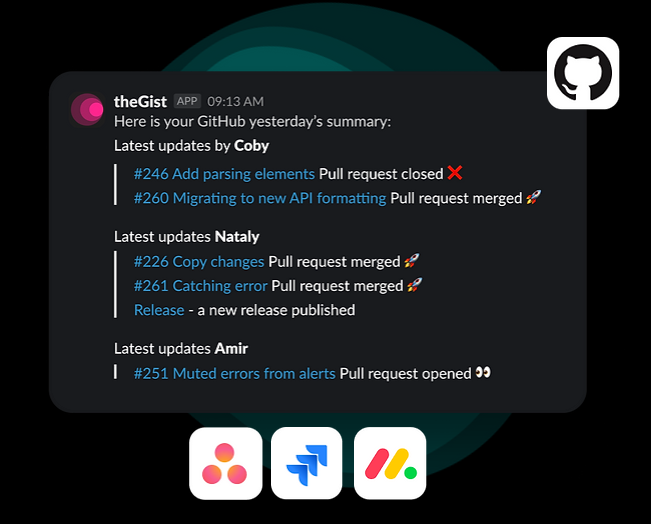 theGist APP 09:13 AM
Here is your GitHub yesterday's summary:
Latest updates by Coby
#246 Add parsing elements Pull request closed ❌
#260 Migrating to new API formatting Pull request merged 🚀
Latest updates Nataly
#226 Copy changes Pull request merged 🚀
#261 Catching error Pull request merged 🚀
Release - a new release published
Latest updates Amir
#251 Muted errors from alerts Pull request opened 👀